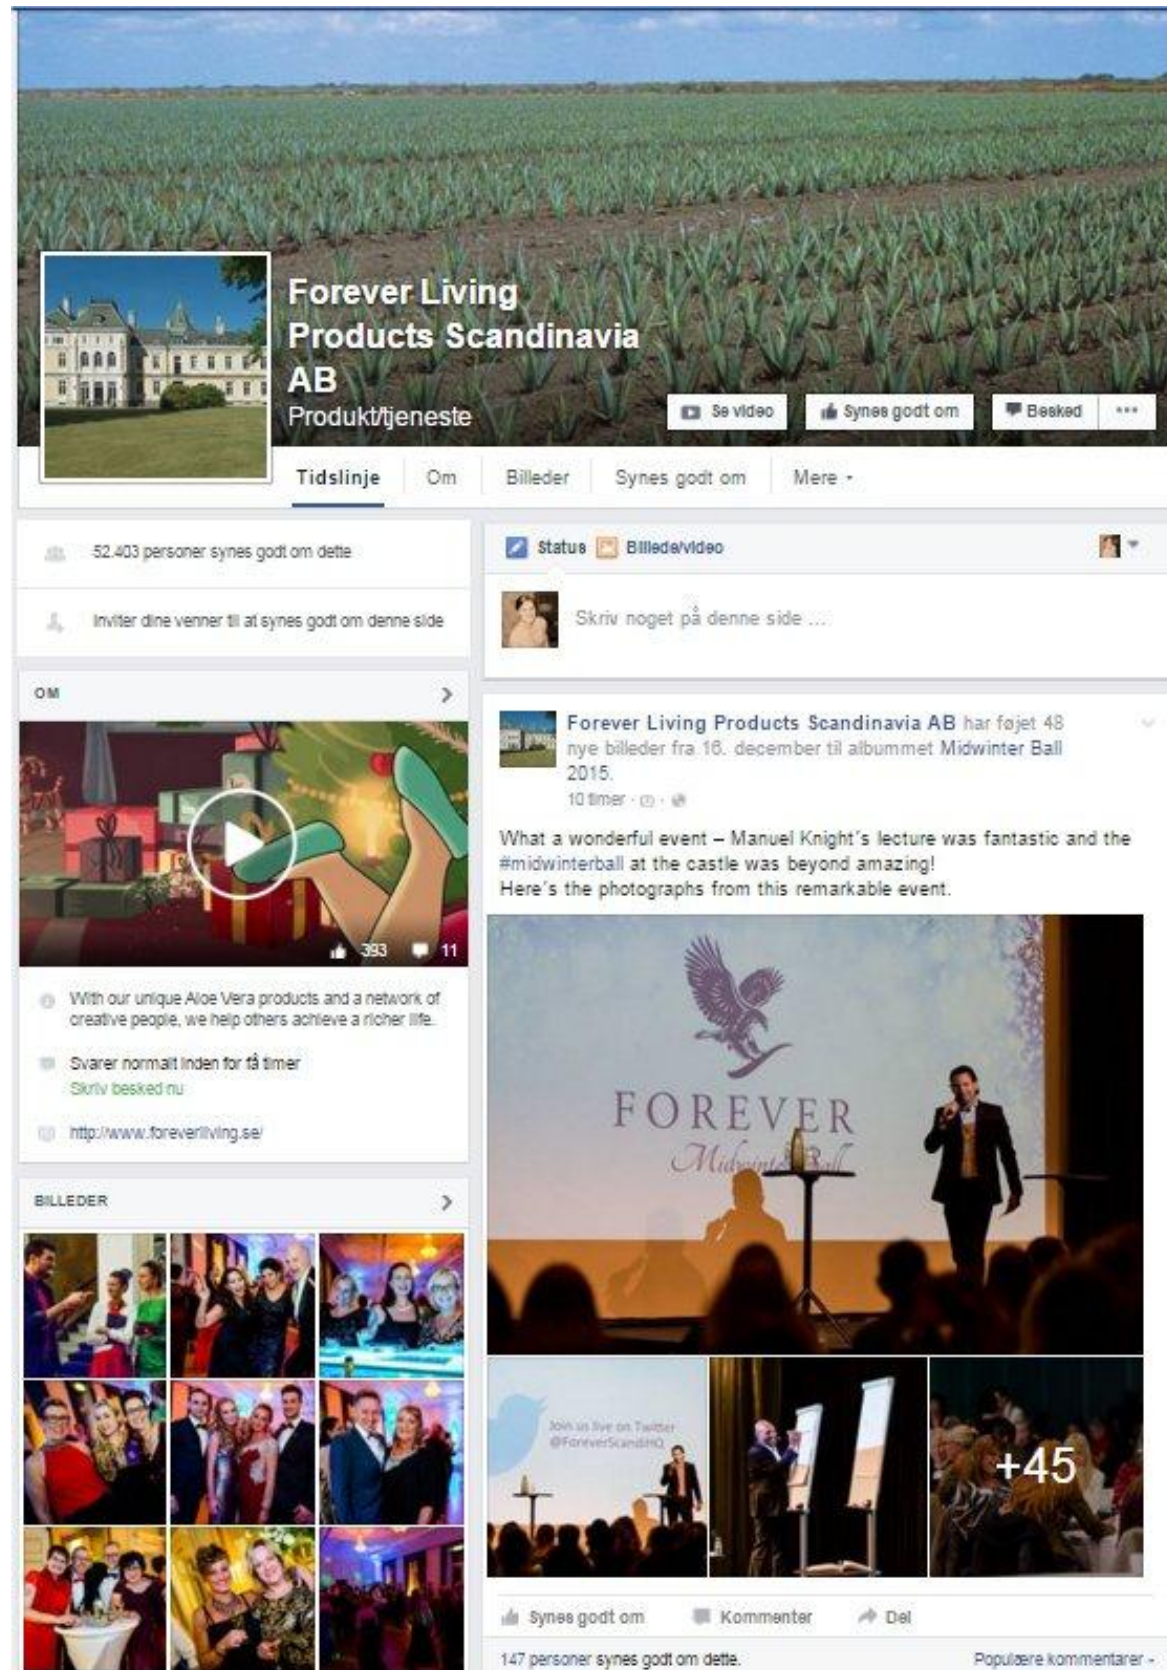 Forever Living
Products Scandinavia
AB
Produkt/tjeneste
Se video
Synes godt om
Besked
Tidslinje
Om
Billeder
Synes godt om
Mere
52.403 personer synes godt om dette
Inviter dine venner til at synes godt om denne side
OM
393
11
With our unique Aloe Vera products and a network of
creative people, we help others achieve a richer life.
Svarer normalt inden for få timer
Skriv besked nu
http://www.foreverliving.se/
BILLEDER
Status
Billede/video
Skriv noget på denne side ...
Forever Living Products Scandinavia AB har føjet 48
nye billeder fra 16. december til albummet Midwinter Ball
2015.
10 timer
What a wonderful event – Manuel Knight's lecture was fantastic and the
#midwinterball at the castle was beyond amazing!
Here's the photographs from this remarkable event.
FOREVER
Midwinter Ball
Join us live on Twitter
@ForeverScandiHQ
+45
Synes godt om
Kommenter
Del
147 personer synes godt om dette.
Populære kommentarer